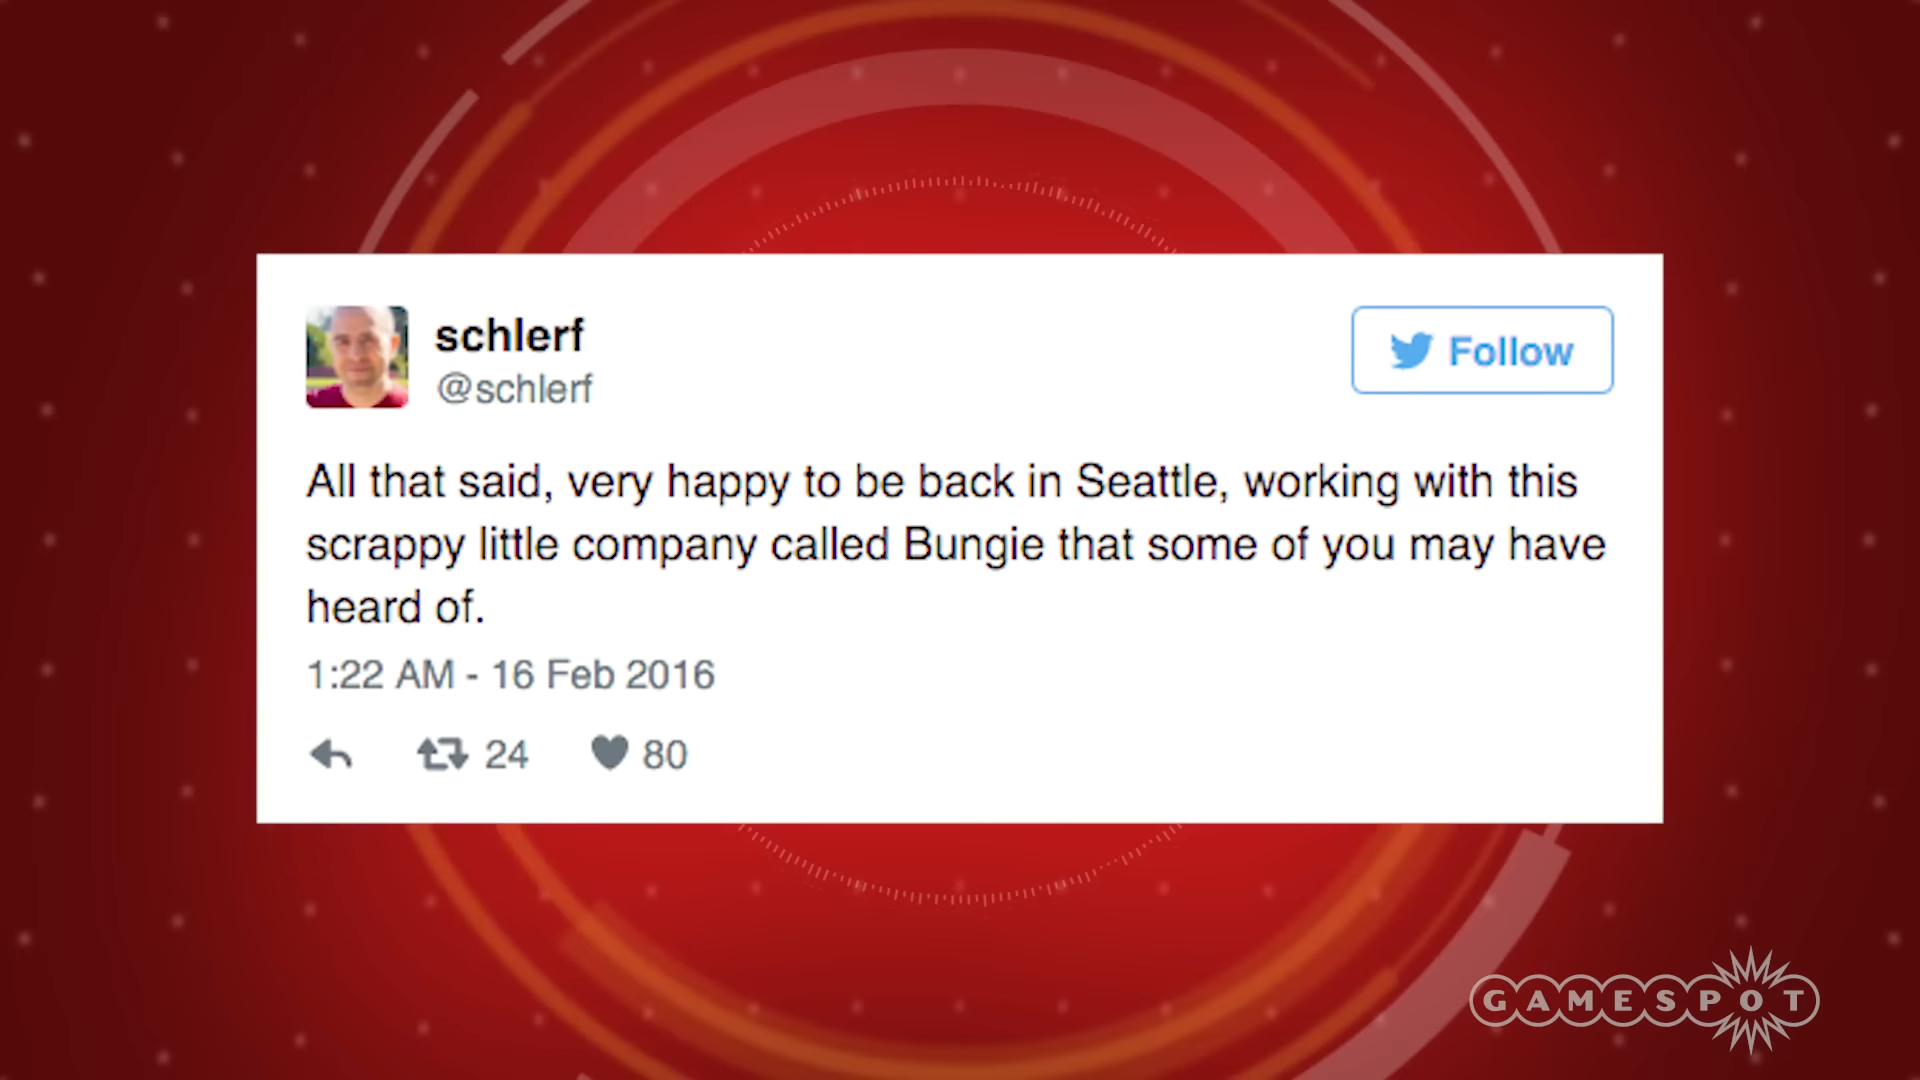 schlerf
@schlerf
Follow
All that said, very happy to be back in Seattle, working with this
scrappy little company called Bungie that some of you may have
heard of.
1:22 AM - 16 Feb 2016
24 80
GAMESPOT